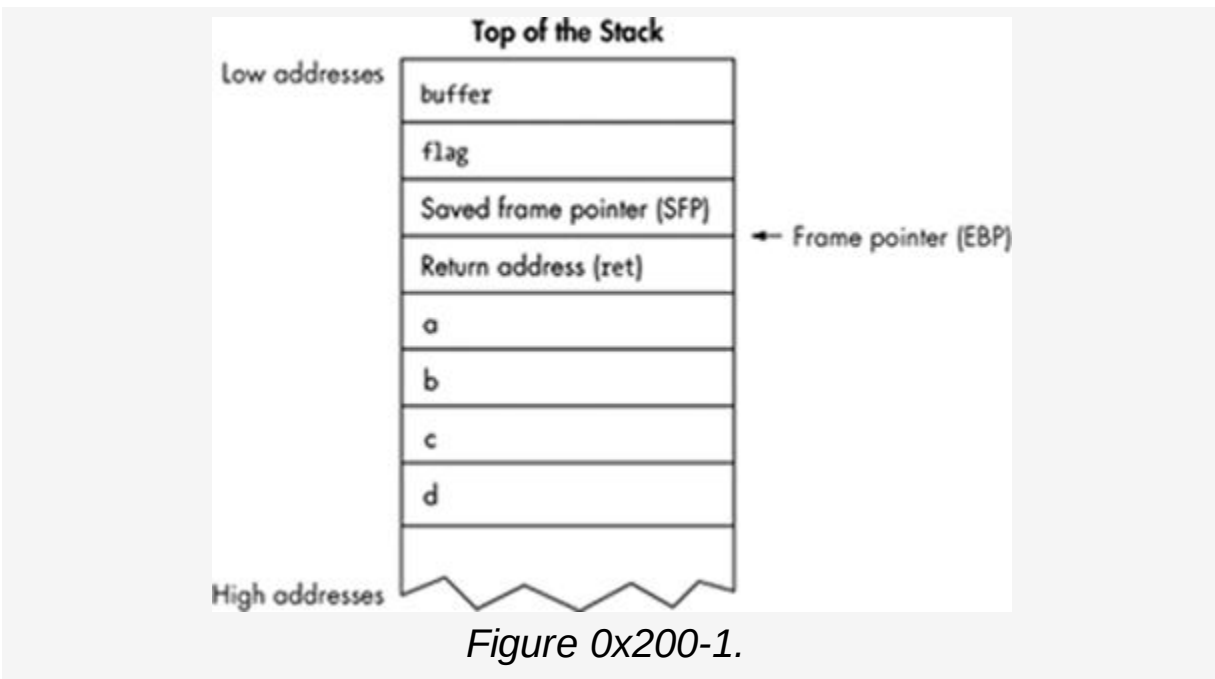 Top of the Stack
Low addresses
buffer
flag
Saved frame pointer (SFP)
Frame pointer (EBP)
Return address (ret)
a
b
c
d
High addresses
Figure 0x200-1.